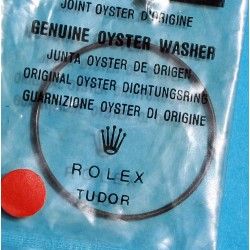 JOINT OYSTER D'ORIGINE
GENUINE OYSTER WASHER
JUNTA OYSTER DE ORIGEN
ORIGINAL OYSTER DICHTUNGSRING
GUARNIZIONE OYSTER DI ORIGINE
ROLEX
TUDOR